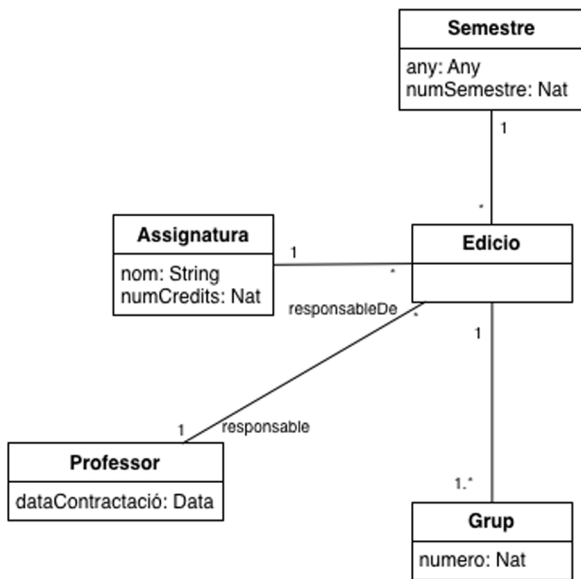 Semestre
any: Any
numSemestre: Nat
1
*
Assignatura
nom: String
numCredits: Nat
1
*
Edicio
responsableDe
*
1
1
responsable
Professor
dataContractació: Data
1..*
Grup
numero: Nat